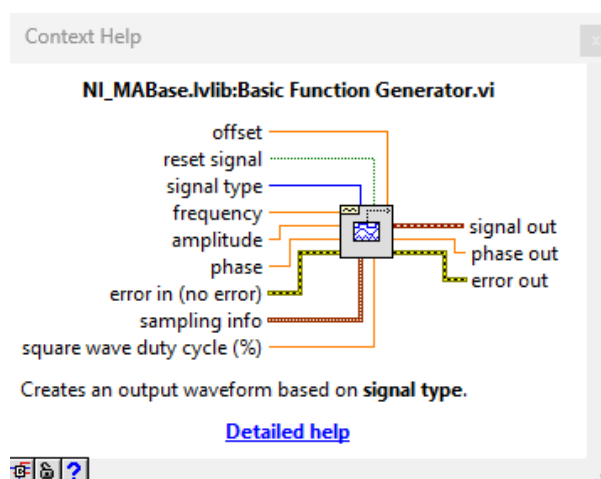 Context Help
x
NI_MABase.lvlib:Basic Function Generator.vi
offset
reset signal
signal type
frequency
amplitude
phase
error in (no error)
sampling info
square wave duty cycle (%)
signal out
phase out
error out
Creates an output waveform based on signal type.
Detailed help
?